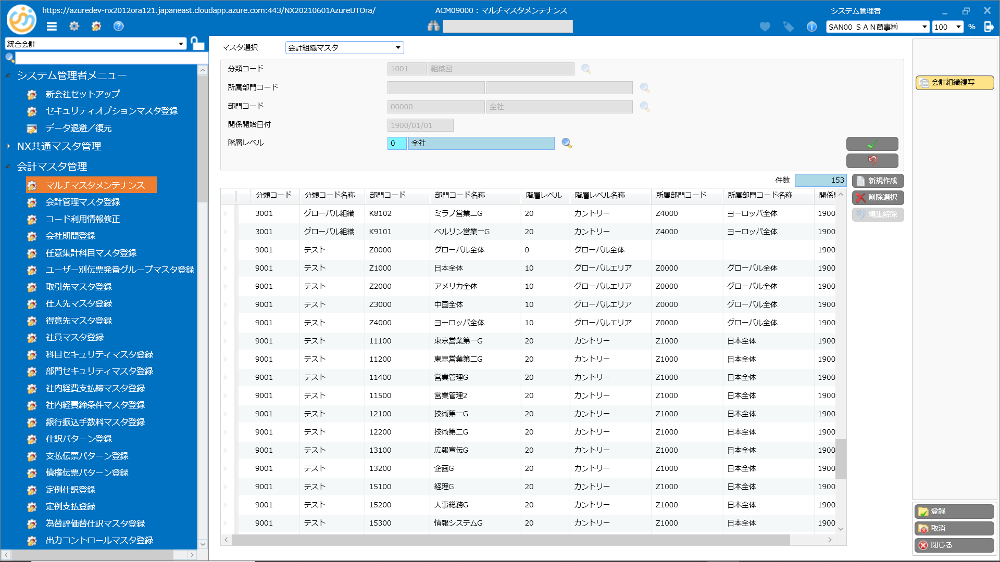 https://azuredev-nx2012ora121.japaneast.cloudapp.azure.com:443/NX20210601AzureUTOra/ ACM09000：マルチマスタメンテナンス システム管理者
SAN00 ＳＡＮ商事㈱ 100 %
統合会計
システム管理者メニュー
新会社セットアップ
セキュリティオプションマスタ登録
データ退避／復元
NX共通マスタ管理
会計マスタ管理
マルチマスタメンテナンス
会計管理マスタ登録
コード利用情報修正
会社期間登録
任意集計科目マスタ登録
ユーザー別伝票発番グループマスタ登録
取引先マスタ登録
仕入先マスタ登録
得意先マスタ登録
社員マスタ登録
科目セキュリティマスタ登録
部門セキュリティマスタ登録
社内経費支払締マスタ登録
社内経費締条件マスタ登録
銀行振込手数料マスタ登録
仕訳パターン登録
支払伝票パターン登録
債権伝票パターン登録
定例仕訳登録
定例支払登録
為替評価替仕訳マスタ登録
出力コントロールマスタ登録
マスタ選択 会計組織マスタ
分類コード 1001 組織図
所属部門コード
部門コード 00000 全社
関係開始日付 1900/01/01
階層レベル 0 全社
件数 153
分類コード 分類コード名称 部門コード 部門コード名称 階層レベル 階層レベル名称 所属部門コード 所属部門コード名称 関係
3001 グローバル組織 K8102 ミラノ営業二G 20 カントリー Z4000 ヨーロッパ全体 1900
3001 グローバル組織 K9101 ベルリン営業一G 20 カントリー Z4000 ヨーロッパ全体 1900
9001 テスト Z0000 グローバル全体 0 グローバル全体 1900
9001 テスト Z1000 日本全体 10 グローバルエリア Z0000 グローバル全体 1900
9001 テスト Z2000 アメリカ全体 10 グローバルエリア Z0000 グローバル全体 1900
9001 テスト Z3000 中国全体 10 グローバルエリア Z0000 グローバル全体 1900
9001 テスト Z4000 ヨーロッパ全体 10 グローバルエリア Z0000 グローバル全体 1900
9001 テスト 11100 東京営業第一G 20 カントリー Z1000 日本全体 1900
9001 テスト 11200 東京営業第二G 20 カントリー Z1000 日本全体 1900
9001 テスト 11400 営業管理G 20 カントリー Z1000 日本全体 1900
9001 テスト 11500 営業管理2 20 カントリー Z1000 日本全体 1900
9001 テスト 12100 技術第一G 20 カントリー Z1000 日本全体 1900
9001 テスト 12200 技術第二G 20 カントリー Z1000 日本全体 1900
9001 テスト 13100 広報宣伝G 20 カントリー Z1000 日本全体 1900
9001 テスト 13200 企画G 20 カントリー Z1000 日本全体 1900
9001 テスト 15100 経理G 20 カントリー Z1000 日本全体 1900
9001 テスト 15200 人事総務G 20 カントリー Z1000 日本全体 1900
9001 テスト 15300 情報システムG 20 カントリー Z1000 日本全体 1900
新規作成
削除選択
編集解除
会計組織複写
登録
取消
閉じる